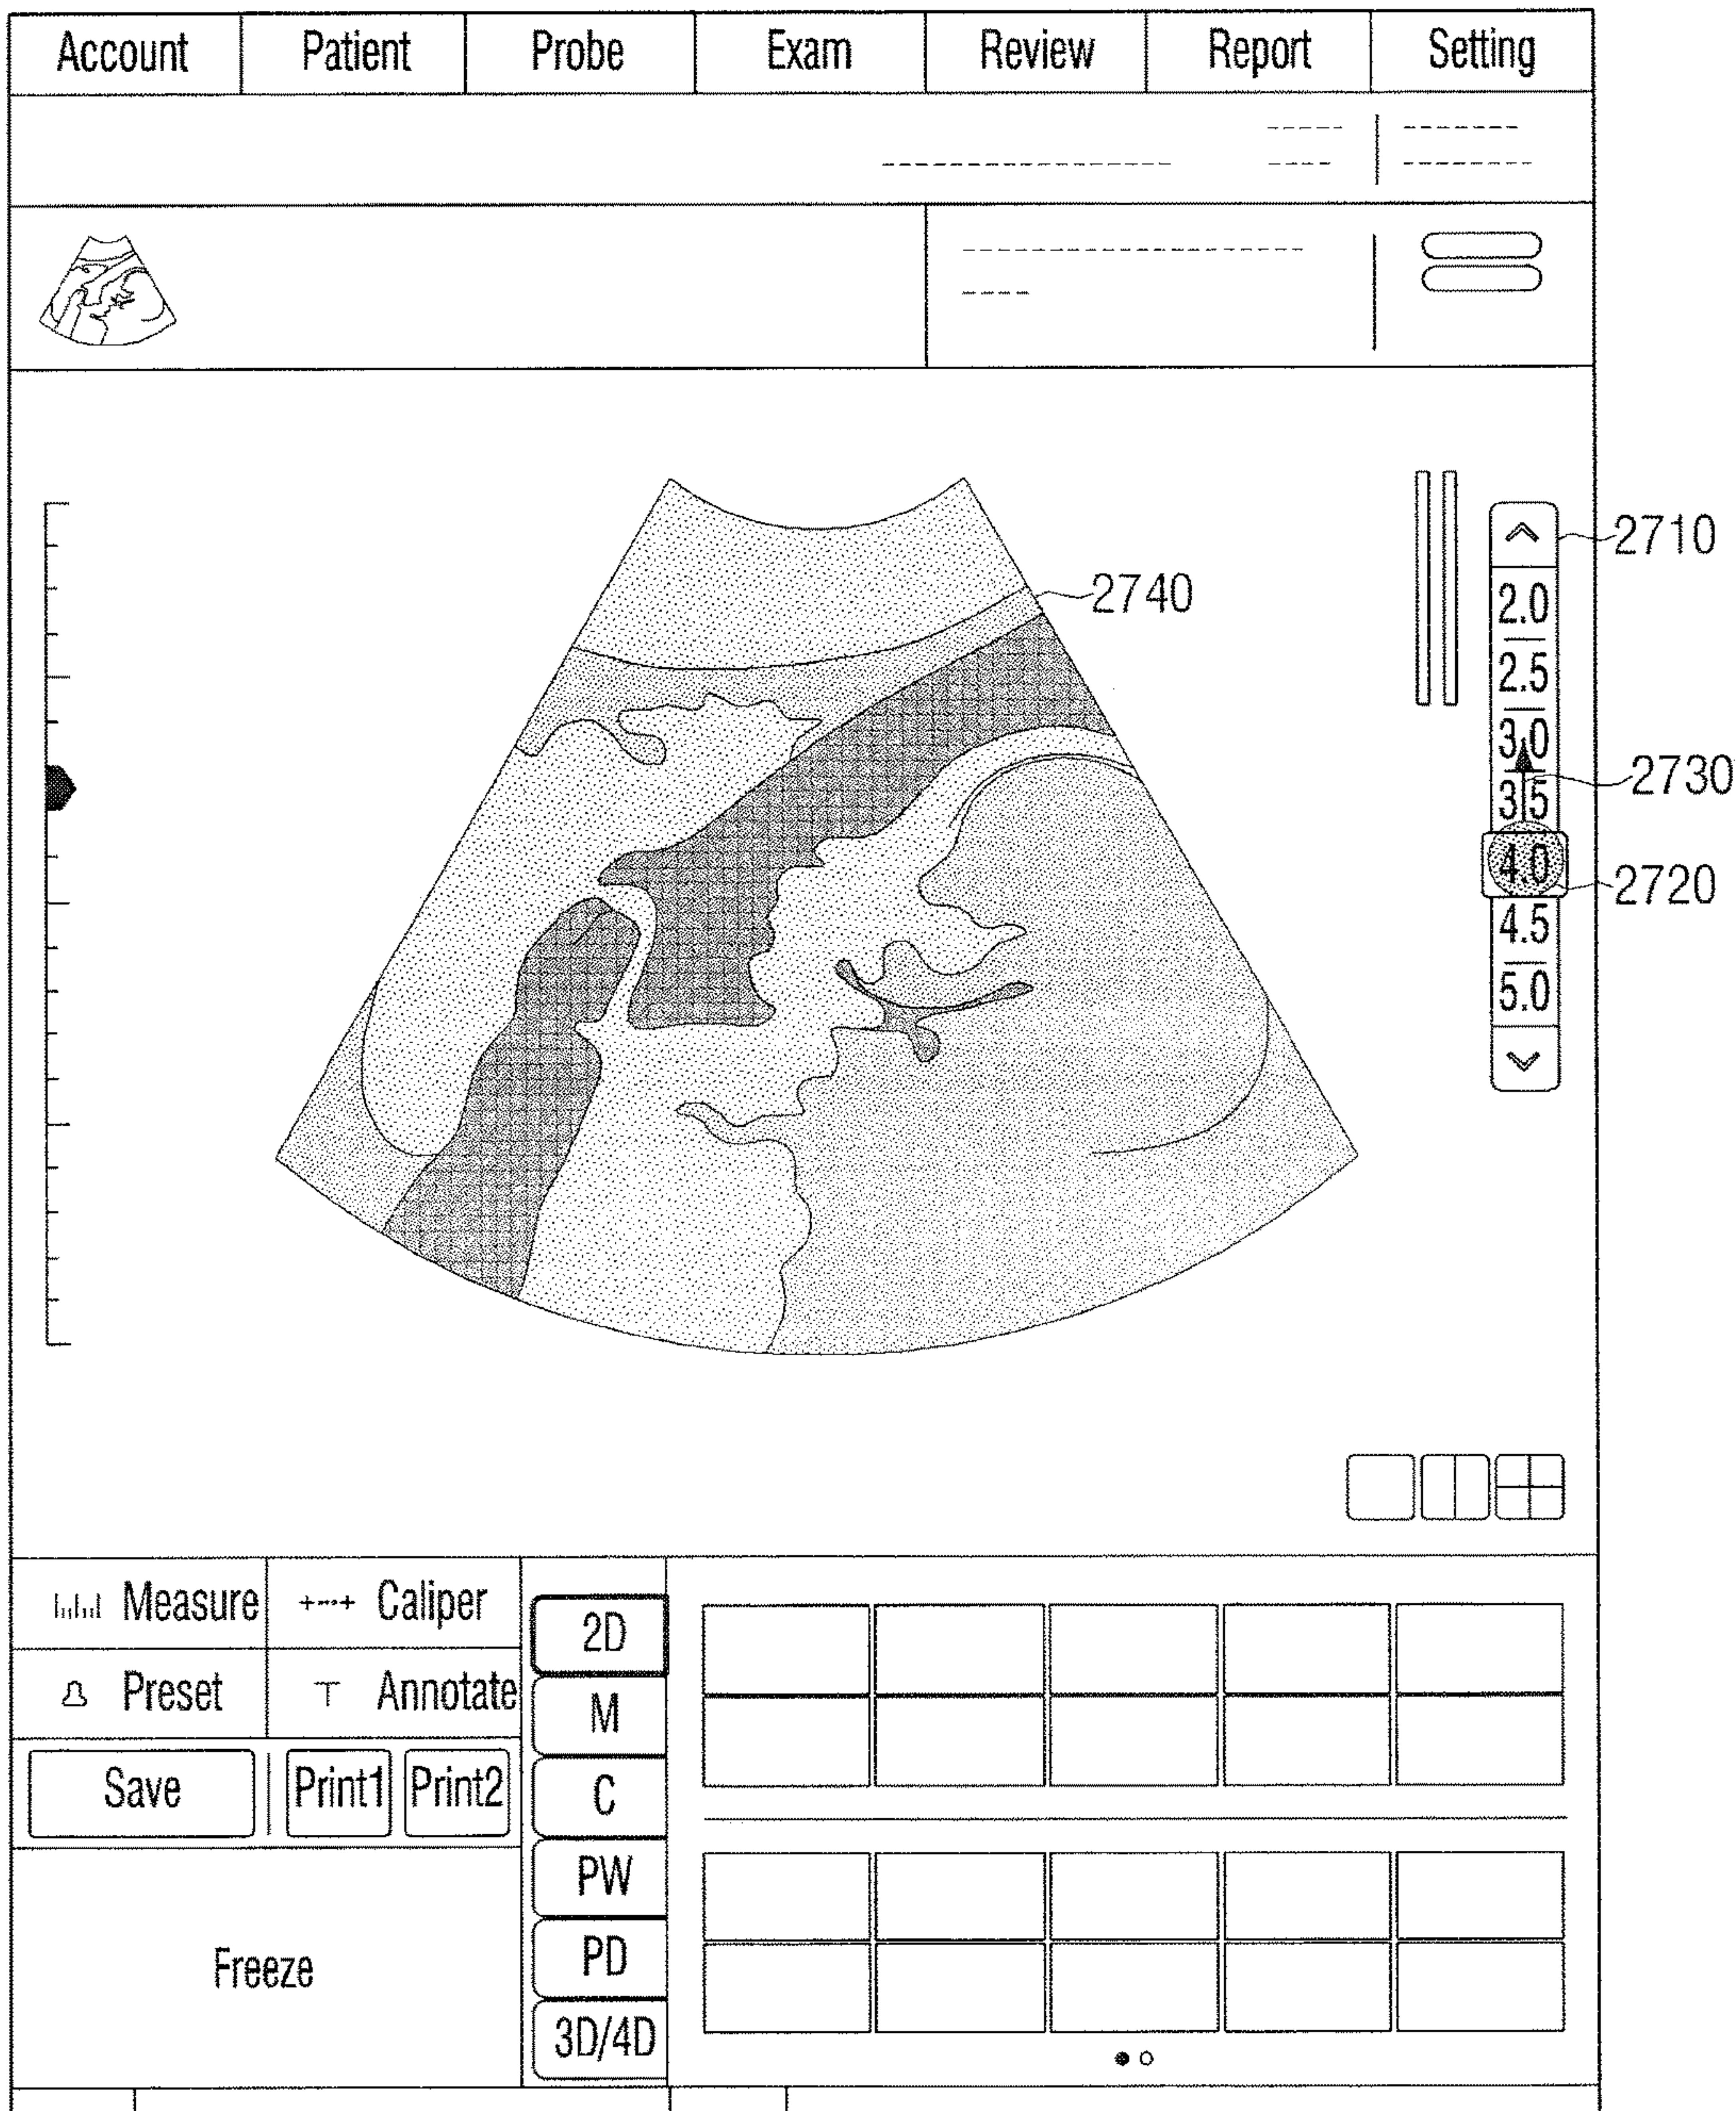 Account Patient Probe Exam Review Report Setting
2710
2740
2.0
2.5
3.0
2730
3.5
4.0
2720
4.5
5.0
Measure Caliper
2D
Preset T Annotate
M
Save Print1 Print2
C
PW
Freeze
PD
3D/4D